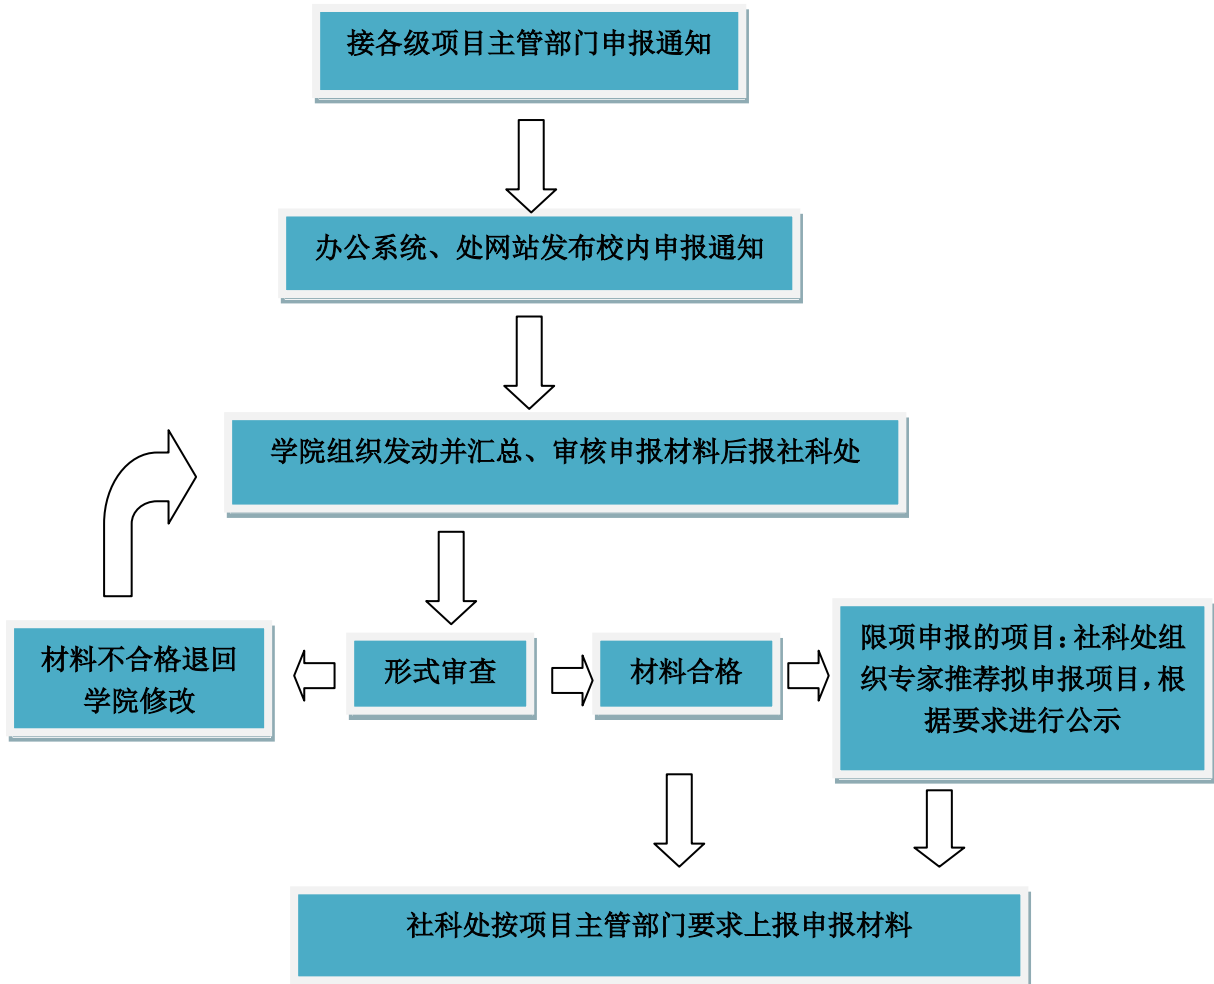 接各级项目主管部门申报通知
办公系统、处网站发布校内申报通知
学院组织发动并汇总、审核申报材料后报社科处
材料不合格退回
学院修改
形式审查
材料合格
限项申报的项目：社科处组
织专家推荐拟申报项目，根
据要求进行公示
社科处按项目主管部门要求上报申报材料